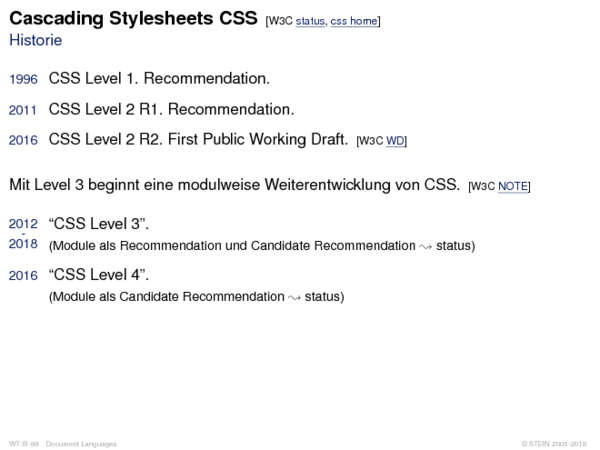 Cascading Stylesheets CSS [W3C status, css home]
Historie
1996 CSS Level 1. Recommendation.
2011 CSS Level 2 R1. Recommendation.
2016 CSS Level 2 R2. First Public Working Draft. [W3C WD]
Mit Level 3 beginnt eine modulweise Weiterentwicklung von CSS. [W3C NOTE]
2012 “CSS Level 3”.
-
2018 (Module als Recommendation und Candidate Recommendation ⤳ status)
2016 “CSS Level 4”.
(Module als Candidate Recommendation ⤳ status)
WT:III-88 Document Languages © STEIN 2005-2018